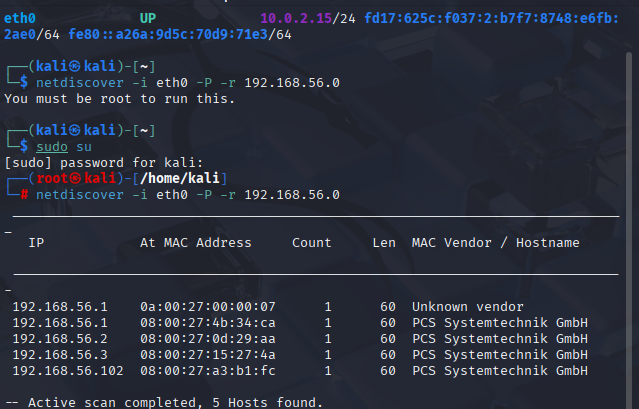 eth0 UP 10.0.2.15/24 fd17:625c:f037:2:b7f7:8748:e6fb:
2ae0/64 fe80::a26a:9d5c:70d9:71e3/64
┌──(kali㉿kali)-[~]
└─$ netdiscover -i eth0 -P -r 192.168.56.0
You must be root to run this.
┌──(kali㉿kali)-[~]
└─$ sudo su
[sudo] password for kali:
┌──(root㉿kali)-[/home/kali]
└─# netdiscover -i eth0 -P -r 192.168.56.0
_____________________________________________________________________________
_
IP At MAC Address Count Len MAC Vendor / Hostname
-----------------------------------------------------------------------------
-
192.168.56.1 0a:00:27:00:00:07 1 60 Unknown vendor
192.168.56.1 08:00:27:4b:34:ca 1 60 PCS Systemtechnik GmbH
192.168.56.2 08:00:27:0d:29:aa 1 60 PCS Systemtechnik GmbH
192.168.56.3 08:00:27:15:27:4a 1 60 PCS Systemtechnik GmbH
192.168.56.102 08:00:27:a3:b1:fc 1 60 PCS Systemtechnik GmbH
-- Active scan completed, 5 Hosts found.